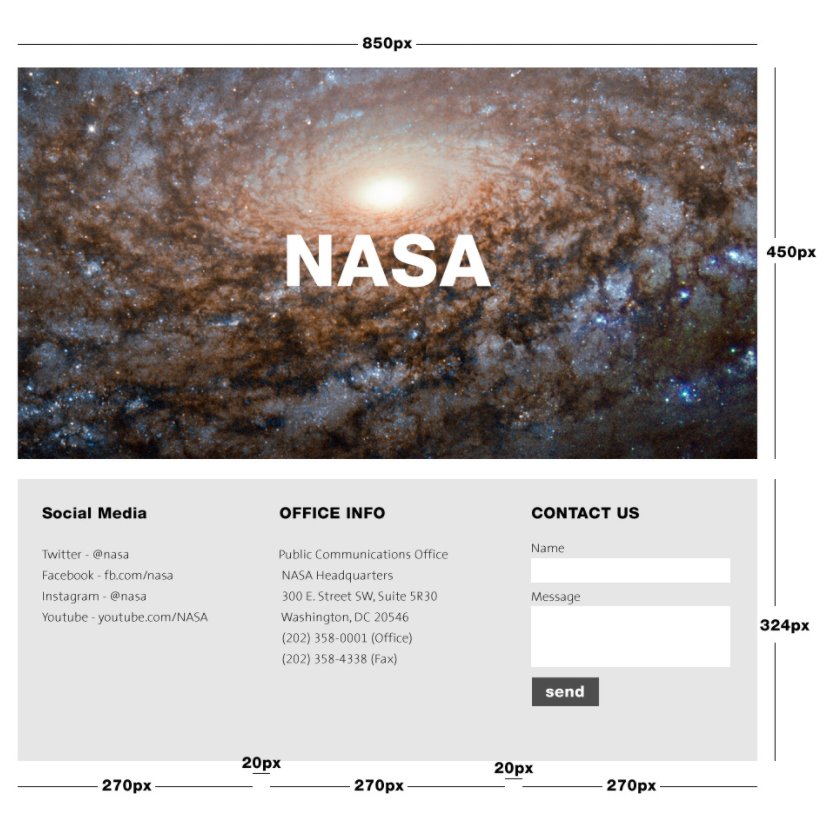 850px
NASA
450px
Social Media
Twitter - @nasa
Facebook - fb.com/nasa
Instagram - @nasa
Youtube - youtube.com/NASA
OFFICE INFO
Public Communications Office
NASA Headquarters
300 E. Street SW, Suite 5R30
Washington, DC 20546
(202) 358-0001 (Office)
(202) 358-4338 (Fax)
CONTACT US
Name
Message
send
324px
20px
20px
270px
270px
270px